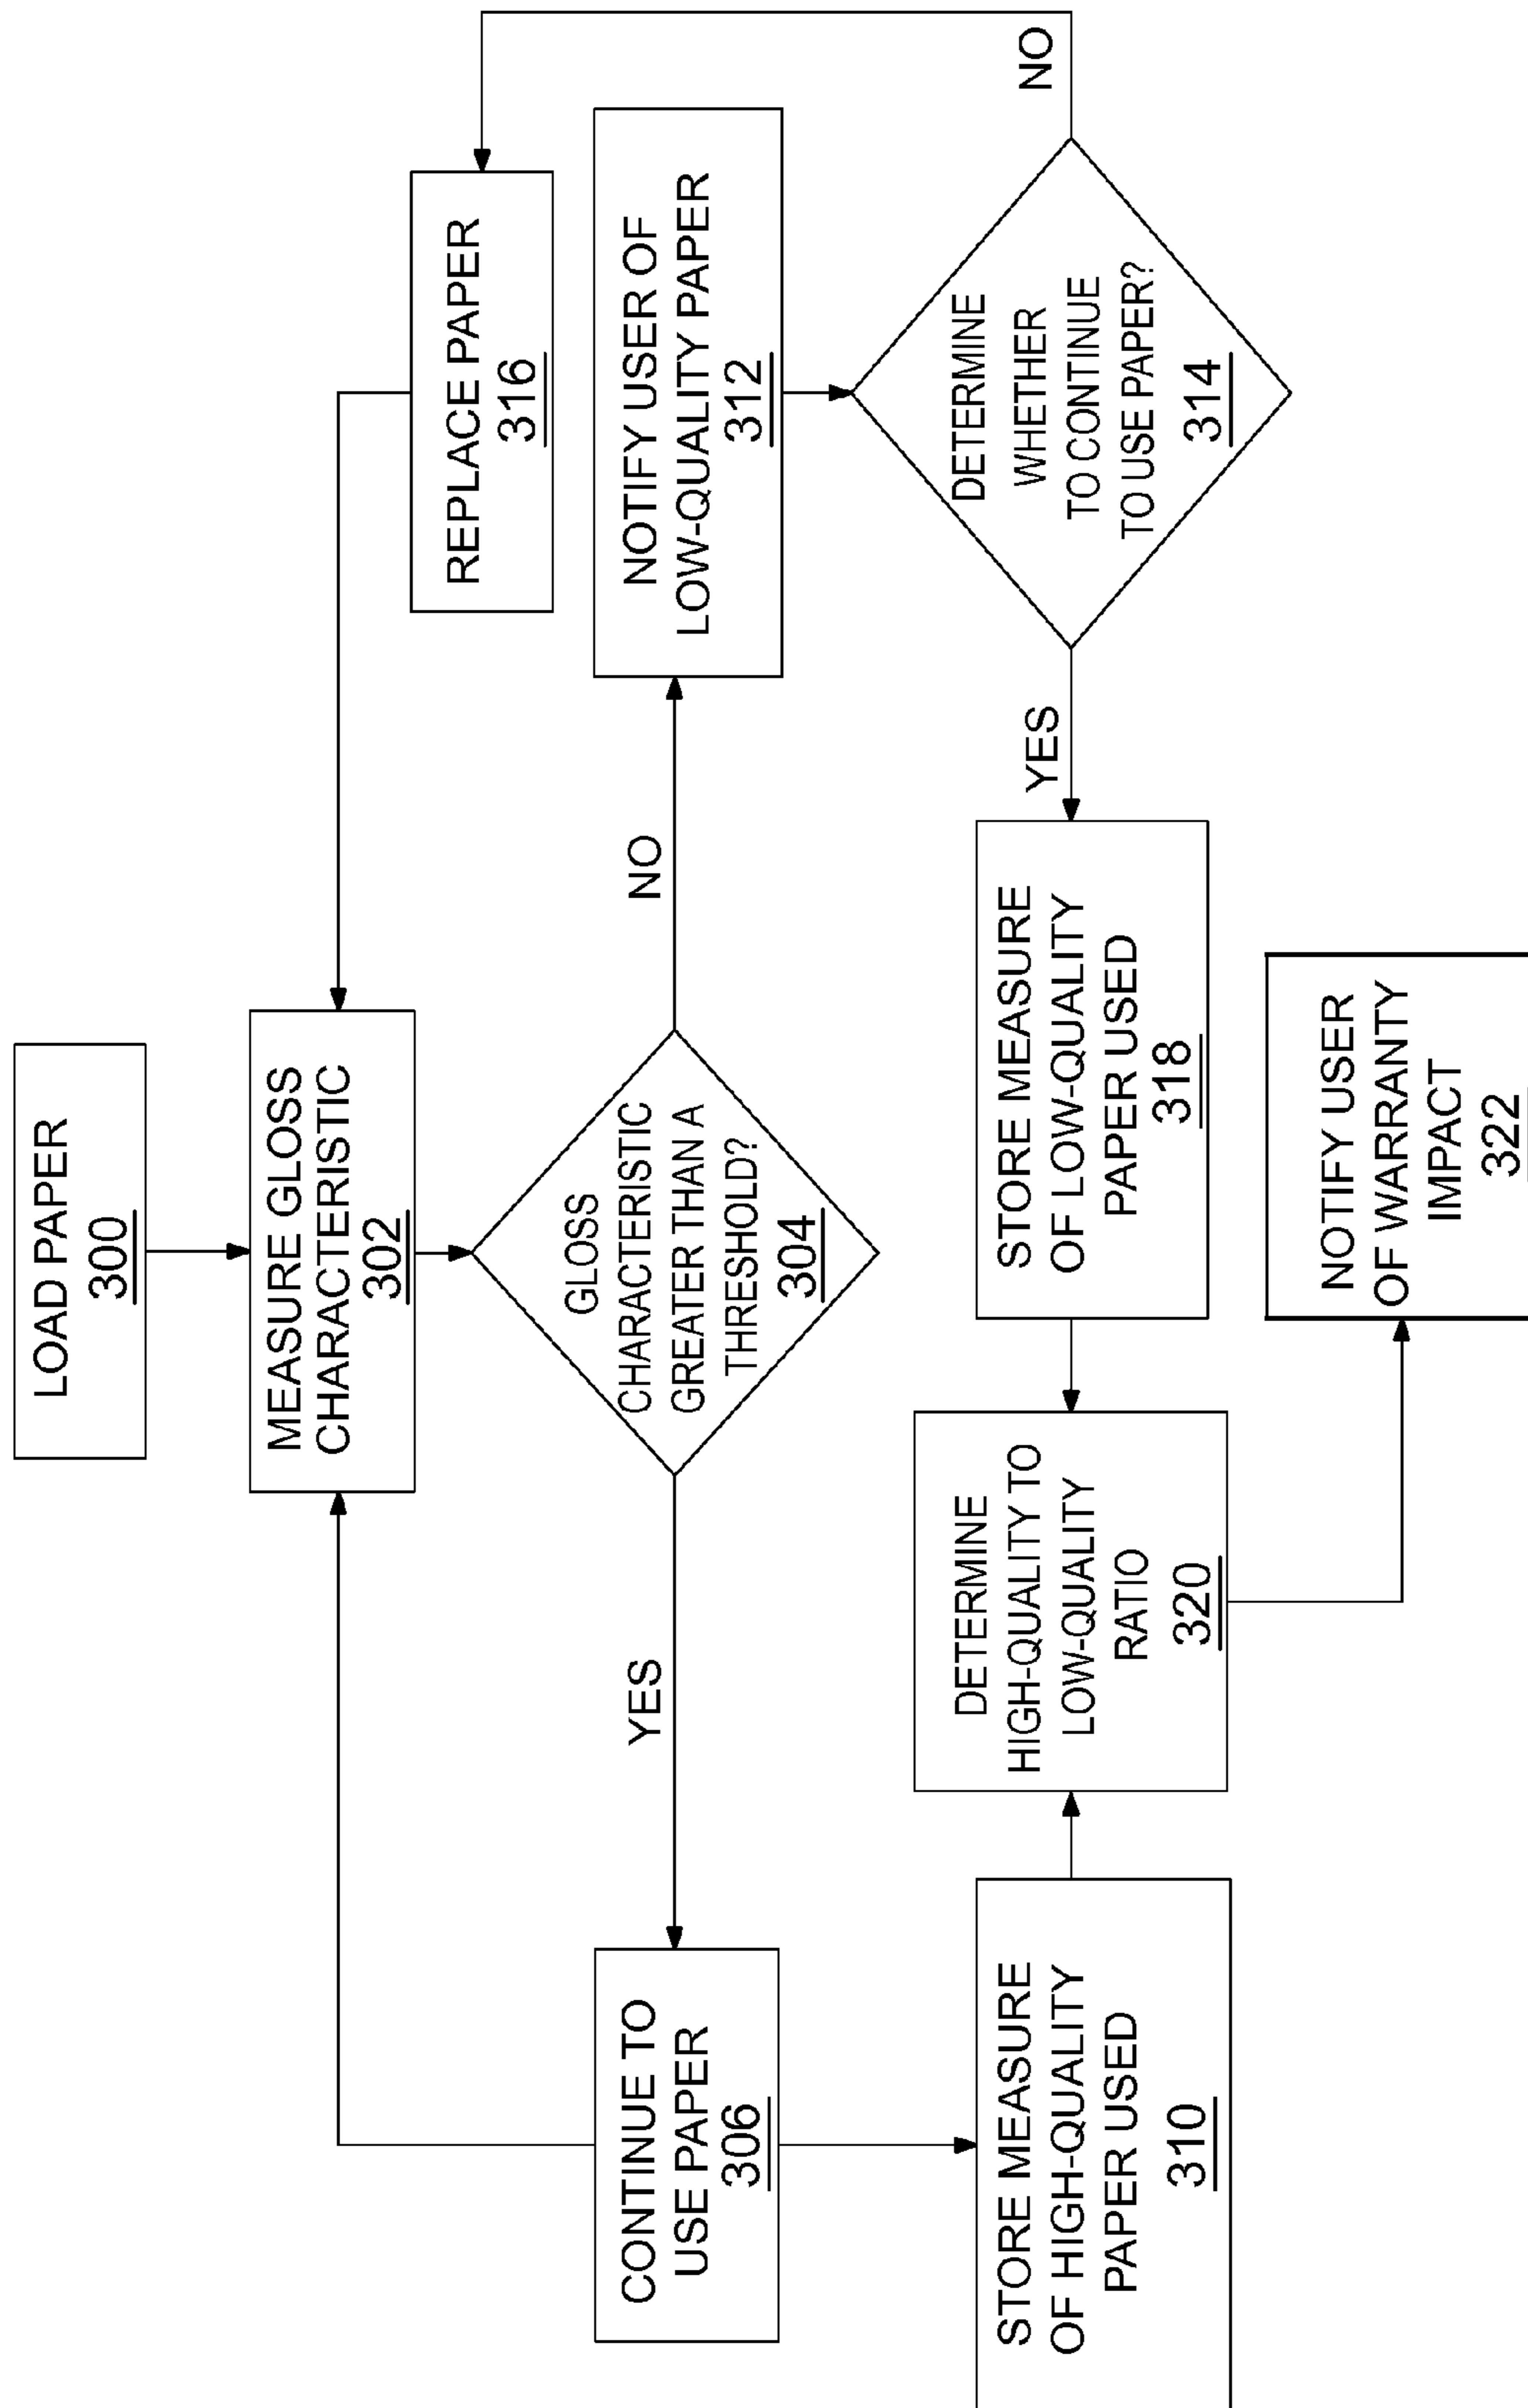 LOAD PAPER
300
MEASURE GLOSS
CHARACTERISTIC
302
GLOSS
CHARACTERISTIC
GREATER THAN A
THRESHOLD?
304
YES
NO
CONTINUE TO
USE PAPER
306
STORE MEASURE
OF HIGH-QUALITY
PAPER USED
310
REPLACE PAPER
316
NOTIFY USER OF
LOW-QUALITY PAPER
312
DETERMINE
WHETHER
TO CONTINUE
TO USE PAPER?
314
NO
YES
STORE MEASURE
OF LOW-QUALITY
PAPER USED
318
DETERMINE
HIGH-QUALITY TO
LOW-QUALITY
RATIO
320
NOTIFY USER
OF WARRANTY
IMPACT
322